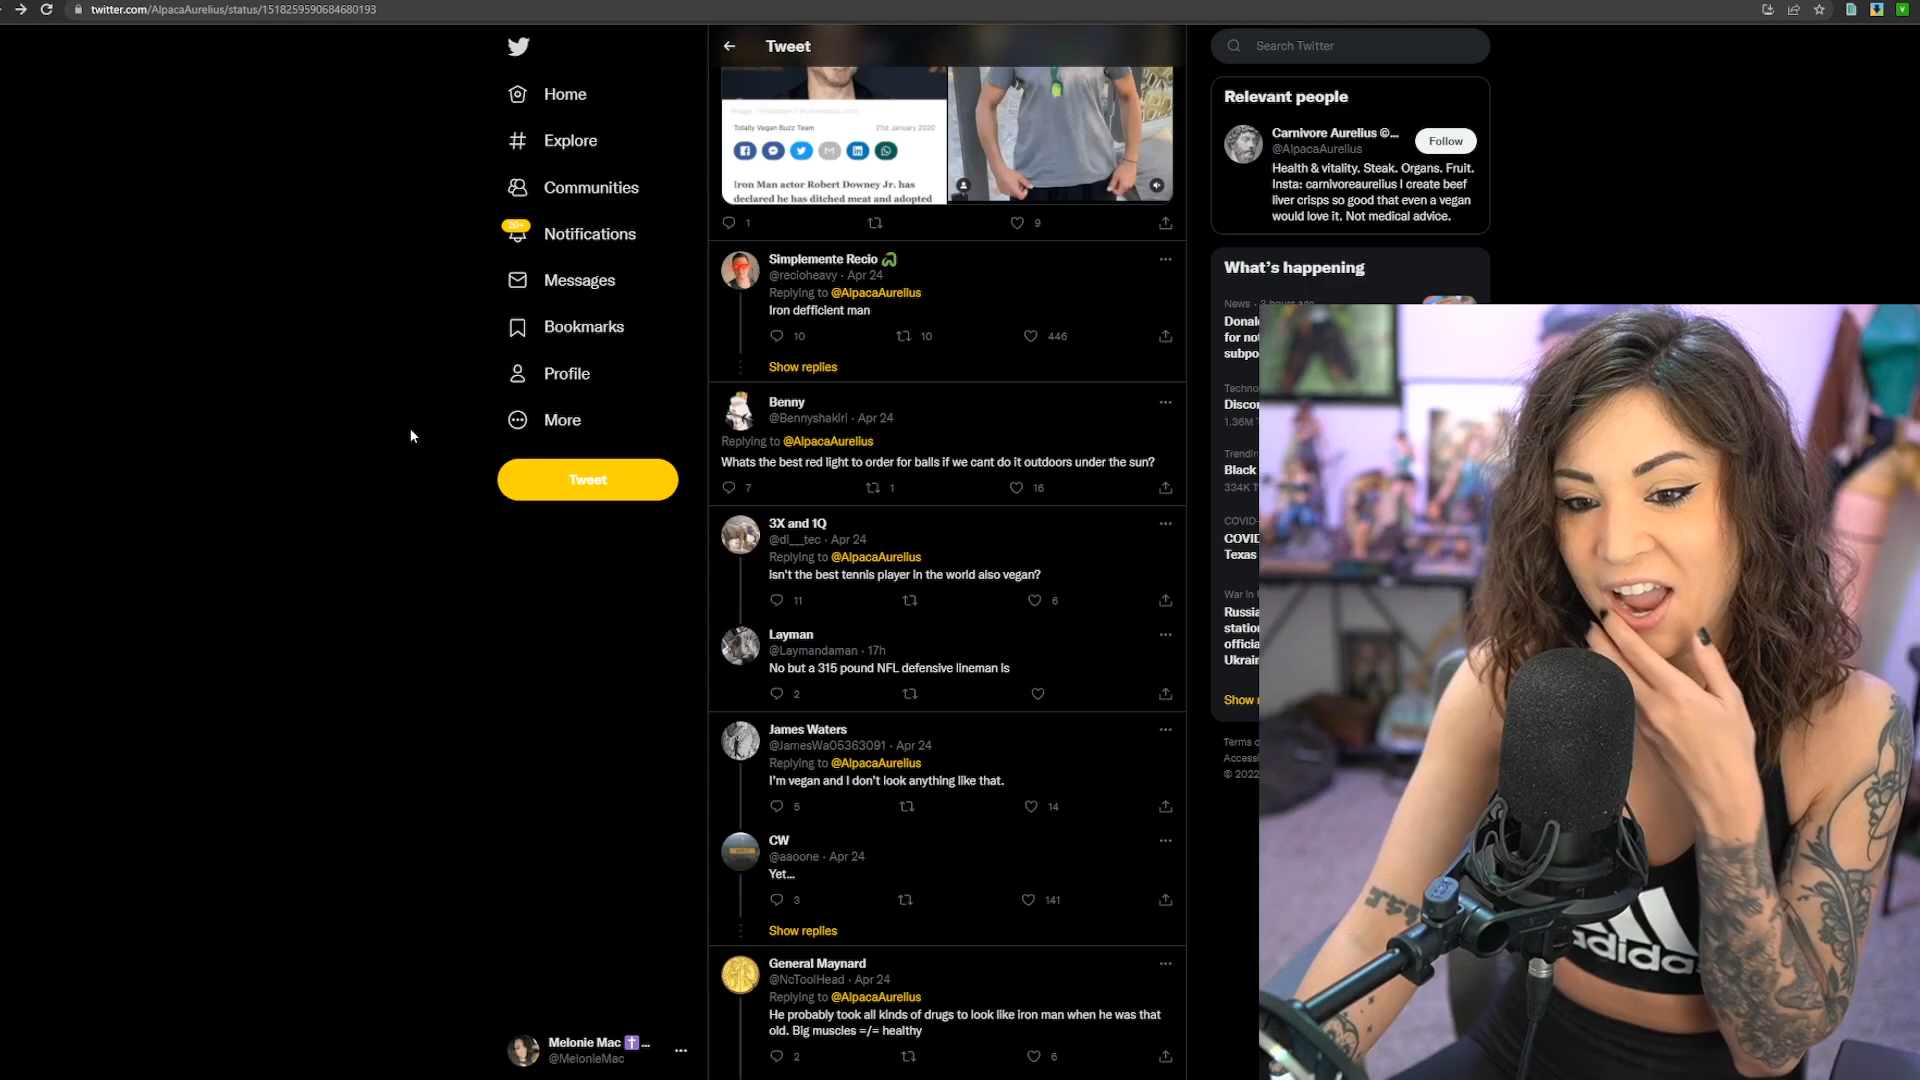 twitter.com/AlpacaAurelius/status/1518259590684680193
Home
Explore
Communities
20+
Notifications
Messages
Bookmarks
Profile
More
Tweet
Melonie Mac ✝️...
@MelonieMac
Tweet
Totally Vegan Buzz Team 21st January 2020
Iron Man actor Robert Downey Jr. has
declared he has ditched meat and adopted
1 9
Simplemente Recio
@recioheavy · Apr 24
Replying to @AlpacaAurelius
Iron defficient man
10 10 446
Show replies
Benny
@Bennyshakiri · Apr 24
Replying to @AlpacaAurelius
Whats the best red light to order for balls if we cant do it outdoors under the sun?
7 1 16
3X and 1Q
@di__tec · Apr 24
Replying to @AlpacaAurelius
isn't the best tennis player in the world also vegan?
11 6
Layman
@Laymandaman · 17h
No but a 315 pound NFL defensive lineman is
2
James Waters
@JamesWa05363091 · Apr 24
Replying to @AlpacaAurelius
I'm vegan and I don't look anything like that.
5 14
CW
@aaoone · Apr 24
Yet...
3 141
Show replies
General Maynard
@NcToolHead · Apr 24
Replying to @AlpacaAurelius
He probably took all kinds of drugs to look like iron man when he was that
old. Big muscles =/= healthy
2 6
Search Twitter
Relevant people
Carnivore Aurelius ©...
@AlpacaAurelius
Follow
Health & vitality. Steak. Organs. Fruit.
Insta: carnivoreaurelius I create beef
liver crisps so good that even a vegan
would love it. Not medical advice.
What's happening
News · 3 hours ago
Donal
for not
suppo
Techno
Discor
1.36M T
Trendin
Black
334K T
COVID-
COVID
Texas
War in U
Russia
station
officia
Ukrain
Show
Terms o
Accessi
© 2022
adidas